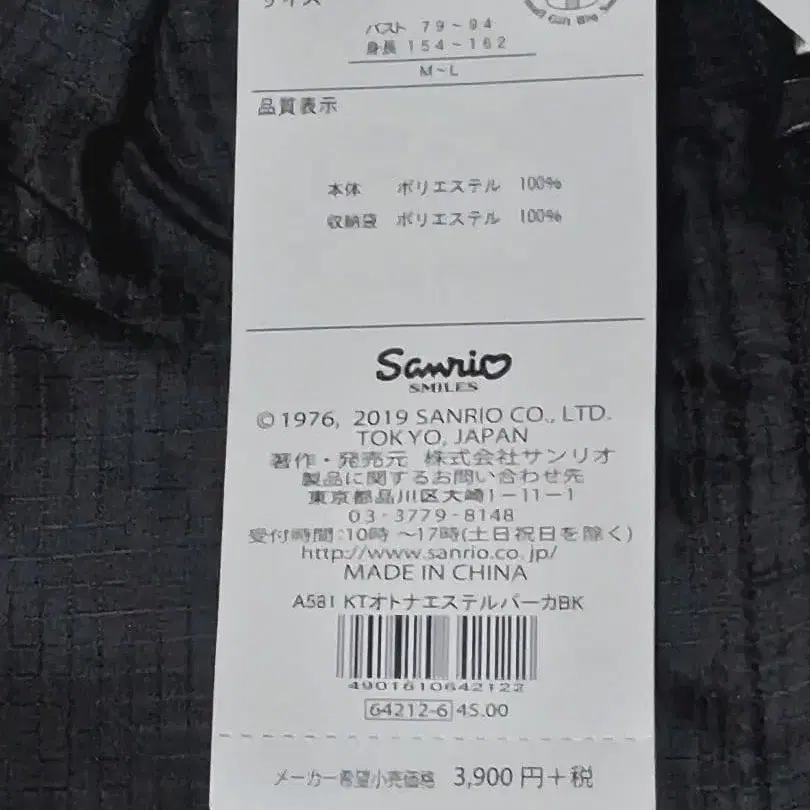 サイズ
バスト 79~94
身長 154~162
M~L
品質表示
本体 ポリエステル 100%
収納袋 ポリエステル 100%
Sanrio
SMILES
©1976, 2019 SANRIO CO., LTD.
TOKYO, JAPAN
著作・発売元 株式会社サンリオ
製品に関するお問い合わせ先
東京都品川区大崎1-11-1
03-3779-8148
受付時間:10時~17時(土日祝日を除く)
http://www.sanrio.co.jp/
MADE IN CHINA
A581 KTオトナエステルパーカBK
4901610642122
64212-6 45.00
メーカー希望小売価格 3,900円+税